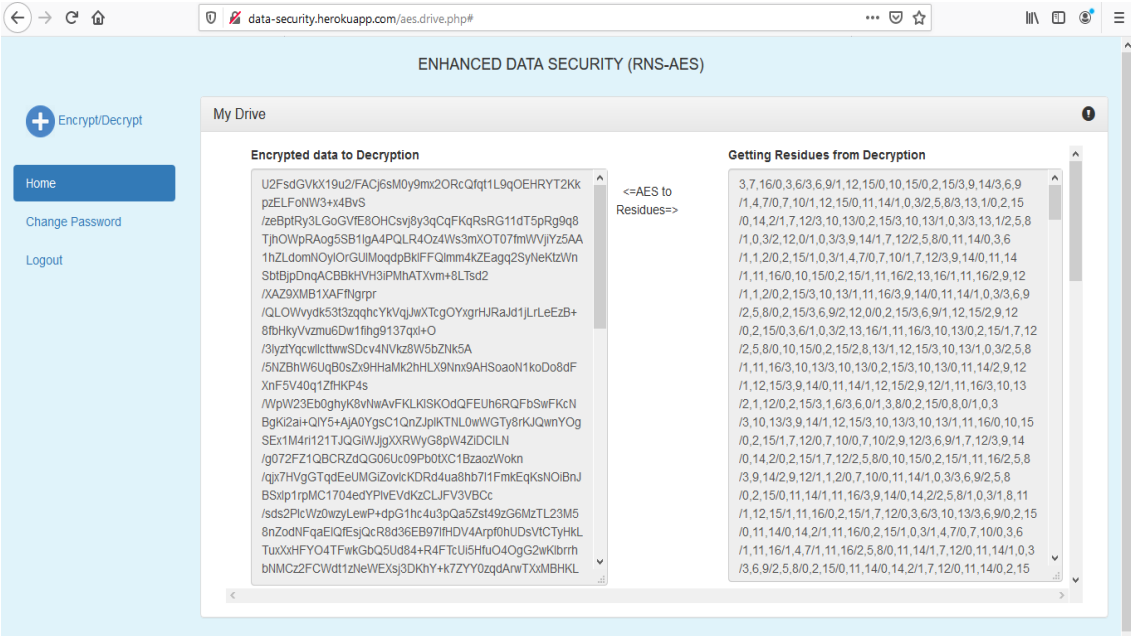 data-security.herokuapp.com/aes.drive.php#
ENHANCED DATA SECURITY (RNS-AES)
Encrypt/Decrypt
Home
Change Password
Logout
My Drive
Encrypted data to Decryption
U2FsdGVkX19u2/FACj6sM0y9mx2ORcQfqt1L9qOEHRYT2Kk
pzELFoNW3+x4BvS
/zeBptRy3LGoGVfE8OHCsvj8y3qCqFKqRsRG11dT5pRg9q8
TjhOWpRAog5SB1lgA4PQLR4Oz4Ws3mXOT07fmWVjiYz5AA
1hZLdomNOylOrGUlMoqdpBklFFQlmm4kZEagq2SyNeKtzWn
SbtBjpDnqACBBkHVH3iPMhATXvm+8LTsd2
/XAZ9XMB1XAFfNgrpr
/QLOWvydk53t3zqqhcYkVqjJwXTcgOYxgrHJRaJd1jLrLeEzB+
8fbHkyVvzmu6Dw1fihg9137qxl+O
/3lyztYqcwllcttwwSDcv4NVkz8W5bZNk5A
/5NZBhW6UqB0sZx9HHaMk2hHLX9Nnx9AHSoaoN1koDo8dF
XnF5V40q1ZfHKP4s
/WpW23Eb0ghyK8vNwAvFKLKlSKOdQFEUh6RQFbSwFKcN
BgKi2ai+QlY5+AjA0YgsC1QnZJplKTNL0wWGTy8rKJQwnYOg
SEx1M4ri121TJQGiWJjgXXRWyG8pW4ZiDClLN
/g072FZ1QBCRZdQG06Uc09Pb0tXC1BzaozWokn
/qjx7HVgGTqdEeUMGiZovlcKDRd4ua8hb7l1FmkEqKsNOiBnJ
BSxlp1rpMC1704edYPlvEVdKzCLJFV3VBCc
/sds2PlcWz0wzyLewP+dpG1hc4u3pQa5Zst49zG6MzTL23M5
8nZodNFqaElQfEsjQcR8d36EB97lfHDV4Arpf0hUDsVtCTyHkL
TuxXxHFYO4TFwkGbQ5Ud84+R4FTcUi5HfuO4OgG2wKlbrrh
bNMCz2FCWdt1zNeWEXsj3DKhY+k7ZYY0zqdArwTXxMBHKL
<=AES to
Residues=>
Getting Residues from Decryption
3,7,16/0,3,6/3,6,9/1,12,15/0,10,15/0,2,15/3,9,14/3,6,9
/1,4,7/0,7,10/1,12,15/0,11,14/1,0,3/2,5,8/3,13,1/0,2,15
/0,14,2/1,7,12/3,10,13/0,2,15/3,10,13/1,0,3/3,13,1/2,5,8
/1,0,3/2,12,0/1,0,3/3,9,14/1,7,12/2,5,8/0,11,14/0,3,6
/1,1,2/0,2,15/1,0,3/1,4,7/0,7,10/1,7,12/3,9,14/0,11,14
/1,11,16/0,10,15/0,2,15/1,11,16/2,13,16/1,11,16/2,9,12
/1,1,2/0,2,15/3,10,13/1,11,16/3,9,14/0,11,14/1,0,3/3,6,9
/2,5,8/0,2,15/3,6,9/2,12,0/0,2,15/3,6,9/1,12,15/2,9,12
/0,2,15/0,3,6/1,0,3/2,13,16/1,11,16/3,10,13/0,2,15/1,7,12
/2,5,8/0,10,15/0,2,15/2,8,13/1,12,15/3,10,13/1,0,3/2,5,8
/1,11,16/3,10,13/3,10,13/0,2,15/3,10,13/0,11,14/2,9,12
/1,12,15/3,9,14/0,11,14/1,12,15/2,9,12/1,11,16/3,10,13
/2,1,12/0,2,15/3,1,6/3,6,0/1,3,8/0,2,15/0,8,0/1,0,3
/3,10,13/3,9,14/1,12,15/3,10,13/3,10,13/1,11,16/0,10,15
/0,2,15/1,7,12/0,7,10/0,7,10/2,9,12/3,6,9/1,7,12/3,9,14
/0,14,2/0,2,15/1,7,12/2,5,8/0,10,15/0,2,15/1,11,16/2,5,8
/3,9,14/2,9,12/1,1,2/0,7,10/0,11,14/1,0,3/3,6,9/2,5,8
/0,2,15/0,11,14/1,11,16/3,9,14/0,14,2/2,5,8/1,0,3/1,8,11
/1,12,15/1,11,16/0,2,15/1,7,12/0,3,6/3,10,13/3,6,9/0,2,15
/0,11,14/0,14,2/1,11,16/0,2,15/1,0,3/1,4,7/0,7,10/0,3,6
/1,11,16/1,4,7/1,11,16/2,5,8/0,11,14/1,7,12/0,11,14/1,0,3
/3,6,9/2,5,8/0,2,15/0,11,14/0,14,2/1,7,12/0,11,14/0,2,15